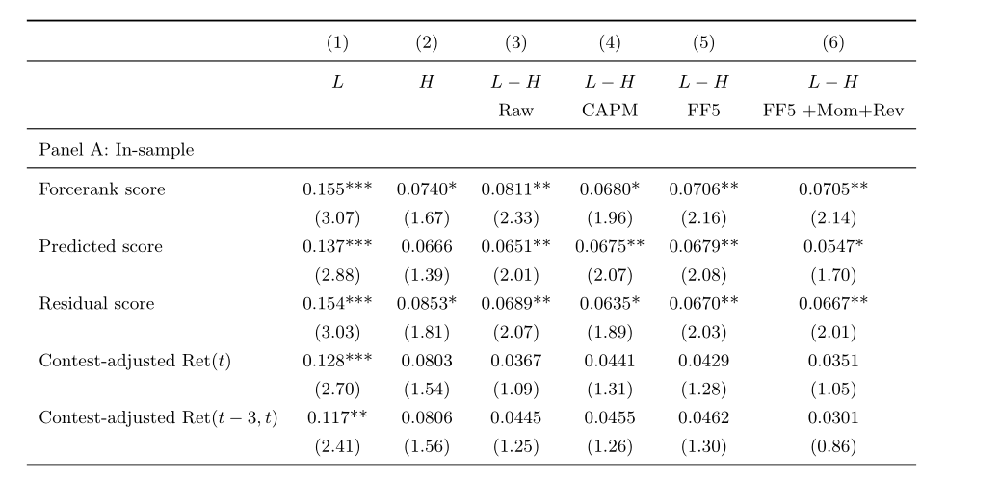 (1) (2) (3) (4) (5) (6)
L H L − H L − H L − H L − H
Raw CAPM FF5 FF5 +Mom+Rev
Panel A: In-sample
Forcerank score 0.155*** 0.0740* 0.0811** 0.0680* 0.0706** 0.0705**
(3.07) (1.67) (2.33) (1.96) (2.16) (2.14)
Predicted score 0.137*** 0.0666 0.0651** 0.0675** 0.0679** 0.0547*
(2.88) (1.39) (2.01) (2.07) (2.08) (1.70)
Residual score 0.154*** 0.0853* 0.0689** 0.0635* 0.0670** 0.0667**
(3.03) (1.81) (2.07) (1.89) (2.03) (2.01)
Contest-adjusted Ret(t) 0.128*** 0.0803 0.0367 0.0441 0.0429 0.0351
(2.70) (1.54) (1.09) (1.31) (1.28) (1.05)
Contest-adjusted Ret(t − 3, t) 0.117** 0.0806 0.0445 0.0455 0.0462 0.0301
(2.41) (1.56) (1.25) (1.26) (1.30) (0.86)